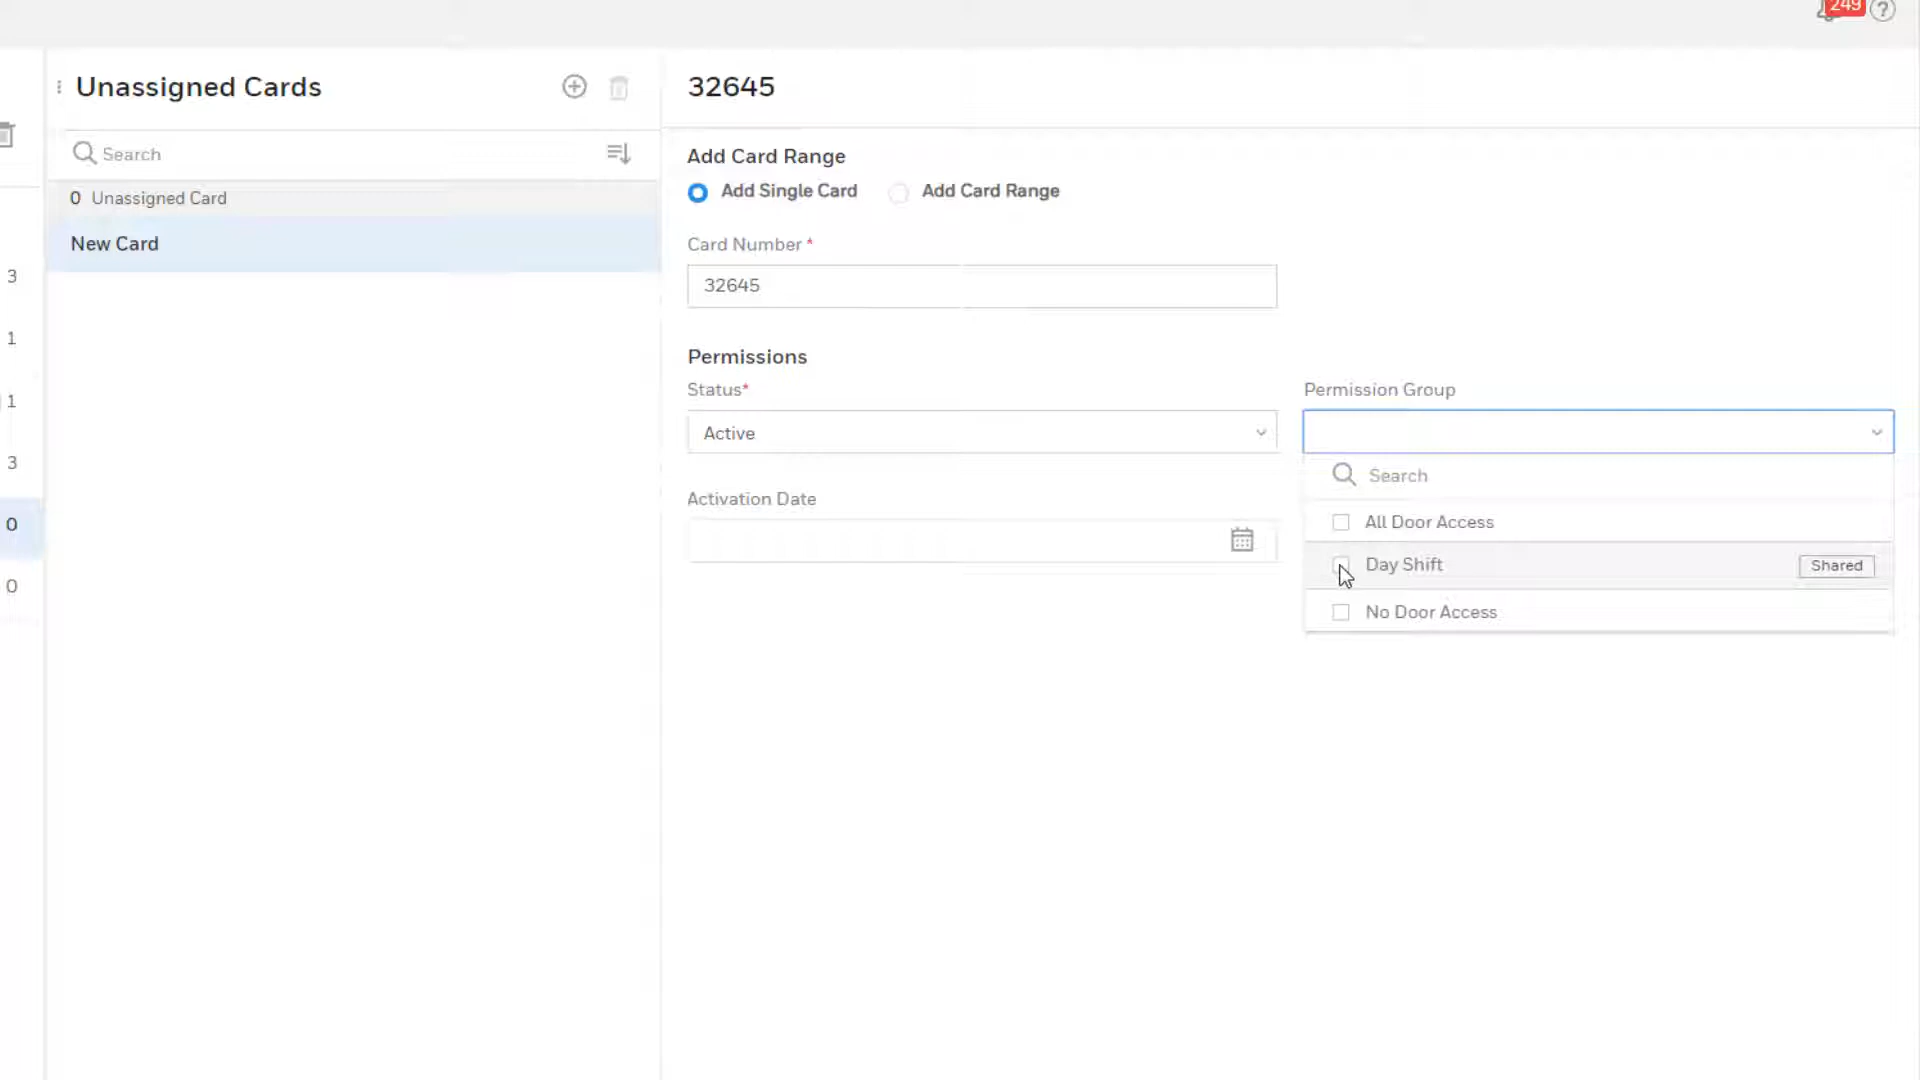 249
?
Unassigned Cards
32645
Search
Add Card Range
Add Single Card
Add Card Range
0 Unassigned Card
New Card
Card Number *
3
32645
1
Permissions
Status*
Permission Group
1
Active
Search
3
Activation Date
0
All Door Access
Day Shift
Shared
0
No Door Access